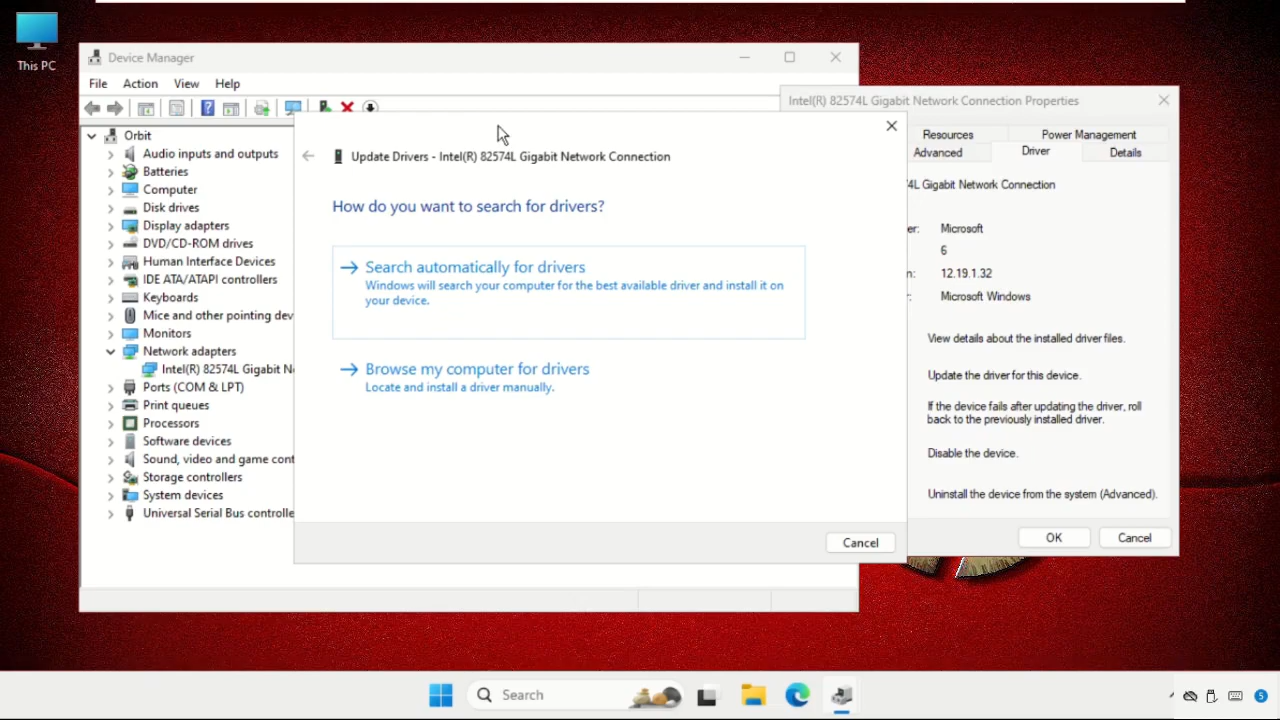 This PC
Device Manager
File Action View Help
Orbit
Audio inputs and outputs
Batteries
Computer
Disk drives
Display adapters
DVD/CD-ROM drives
Human Interface Devices
IDE ATA/ATAPI controllers
Keyboards
Mice and other pointing dev
Monitors
Network adapters
Intel(R) 82574L Gigabit N
Ports (COM & LPT)
Print queues
Processors
Software devices
Sound, video and game cont
Storage controllers
System devices
Universal Serial Bus controlle
Update Drivers - Intel(R) 82574L Gigabit Network Connection
How do you want to search for drivers?
Search automatically for drivers
Windows will search your computer for the best available driver and install it on
your device.
Browse my computer for drivers
Locate and install a driver manually.
Cancel
Intel(R) 82574L Gigabit Network Connection Properties
Resources Power Management
Advanced Driver Details
74L Gigabit Network Connection
er: Microsoft
6
n: 12.19.1.32
r: Microsoft Windows
View details about the installed driver files.
Update the driver for this device.
If the device fails after updating the driver, roll
back to the previously installed driver.
Disable the device.
Uninstall the device from the system (Advanced).
OK Cancel
Search
5